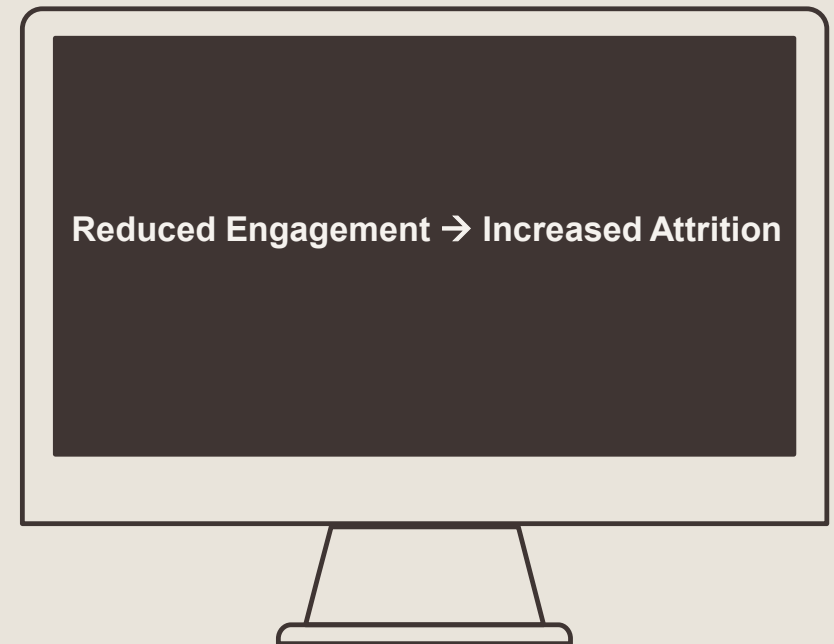 Reduced Engagement → Increased Attrition